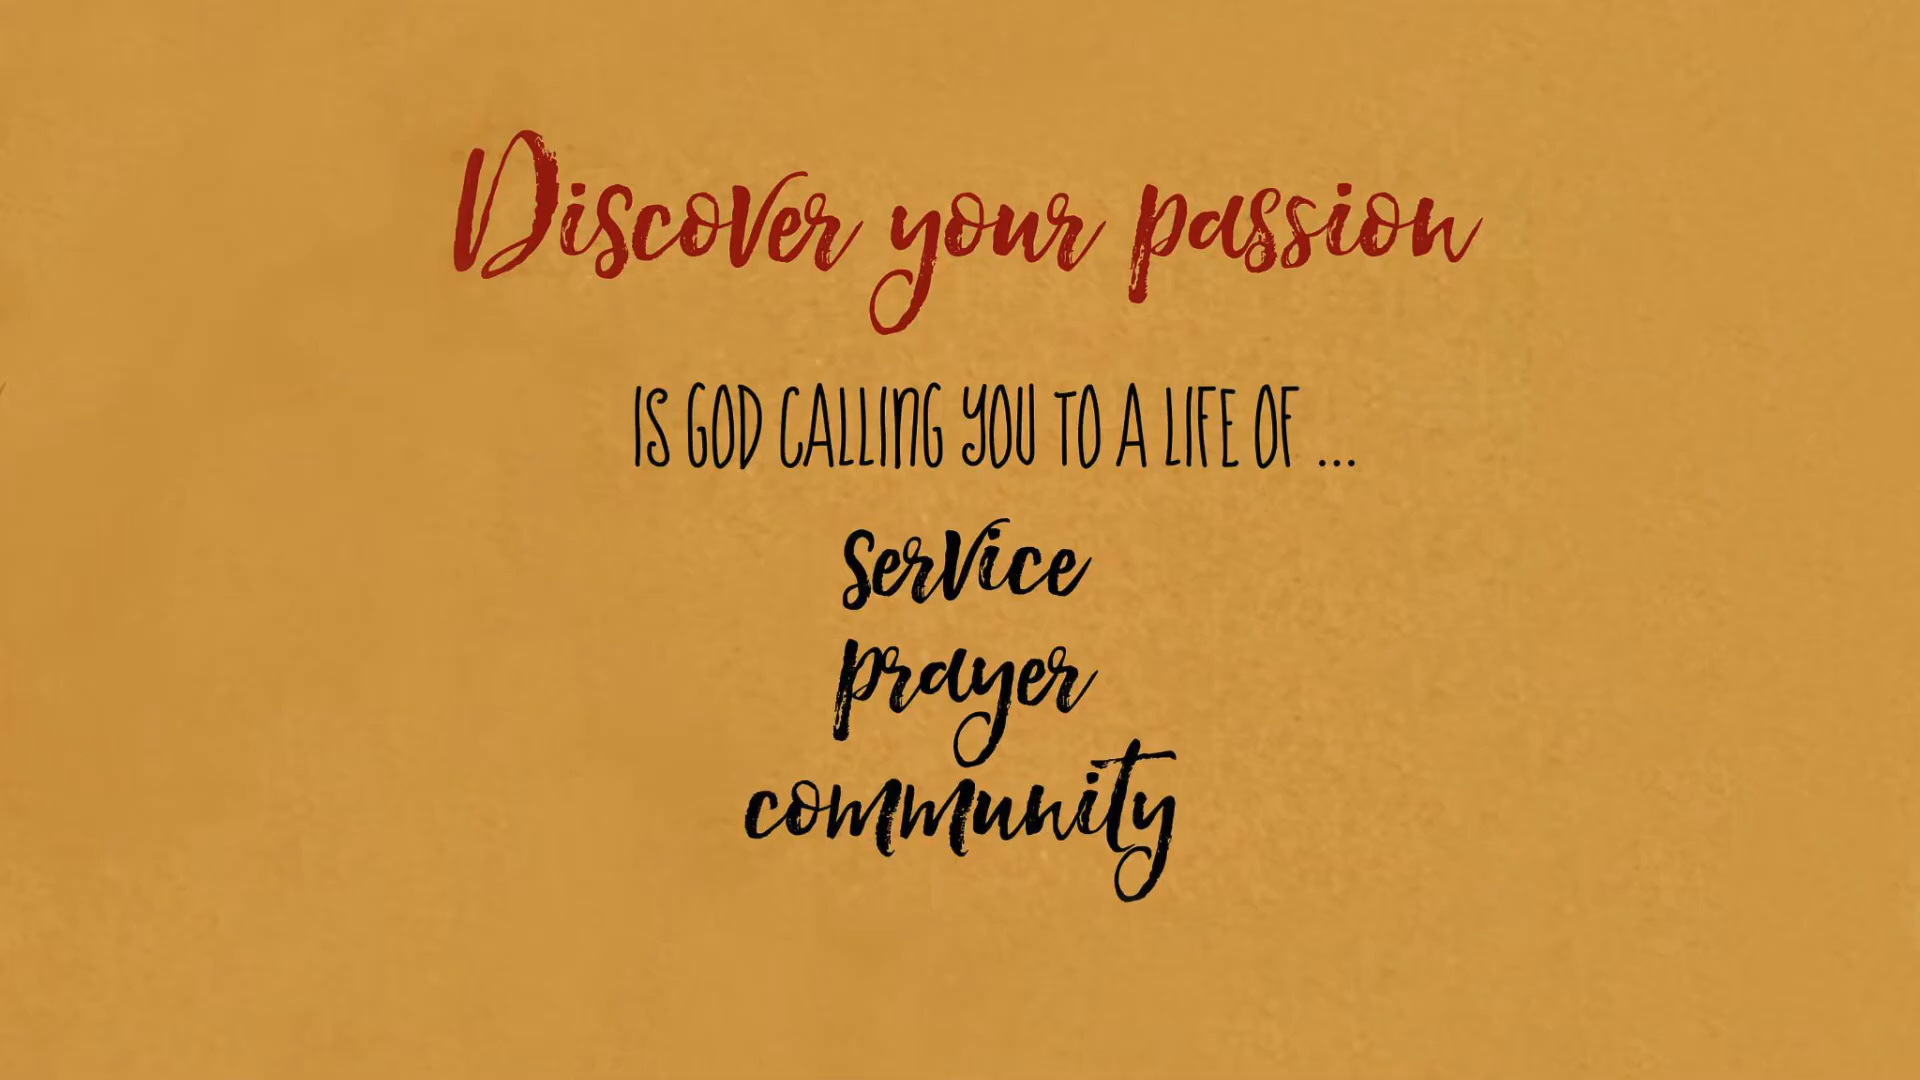 Discover your passion
IS GOD CALLING YOU TO A LIFE OF ...
service
prayer
community